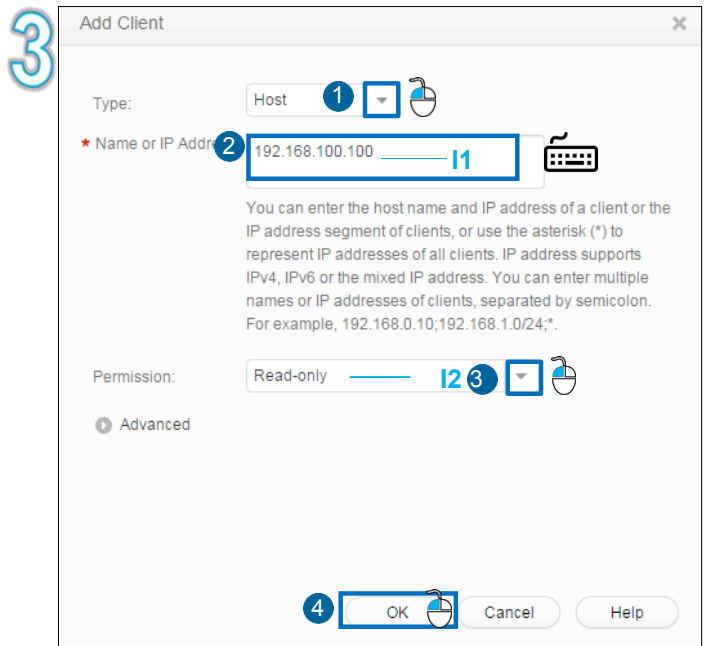 3
Add Client
Type:
Host
1
* Name or IP Addre
2
192.168.100.100
I1
You can enter the host name and IP address of a client or the
IP address segment of clients, or use the asterisk (*) to
represent IP addresses of all clients. IP address supports
IPv4, IPv6 or the mixed IP address. You can enter multiple
names or IP addresses of clients, separated by semicolon.
For example, 192.168.0.10;192.168.1.0/24;*.
Permission:
Read-only
I2
3
Advanced
4
OK
Cancel
Help